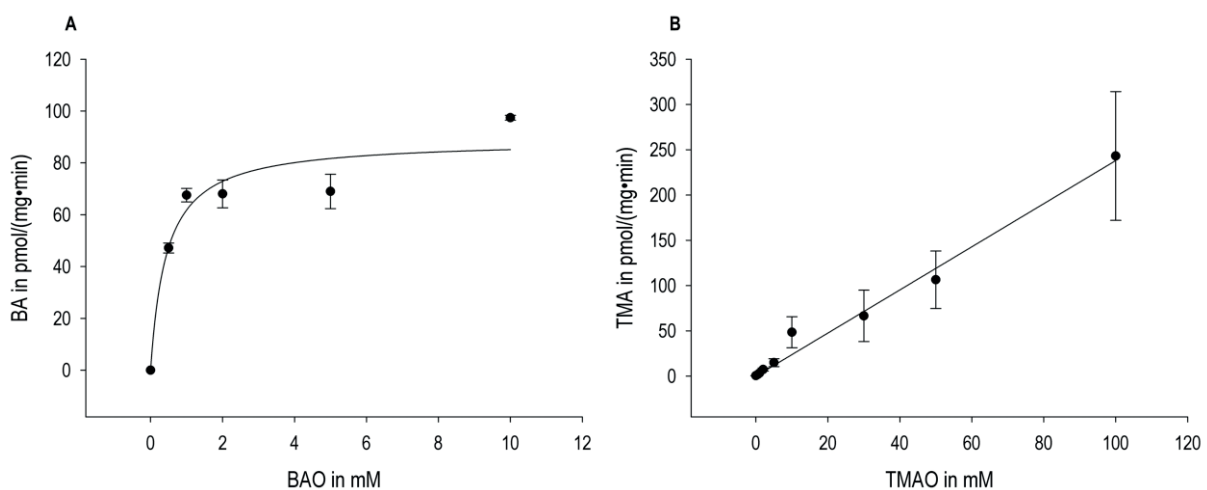 A
120
100
80
60
40
20
0
BA in pmol/(mg•min)
0 2 4 6 8 10 12
BAO in mM
B
350
300
250
200
150
100
50
0
TMA in pmol/(mg•min)
0 20 40 60 80 100 120
TMAO in mM